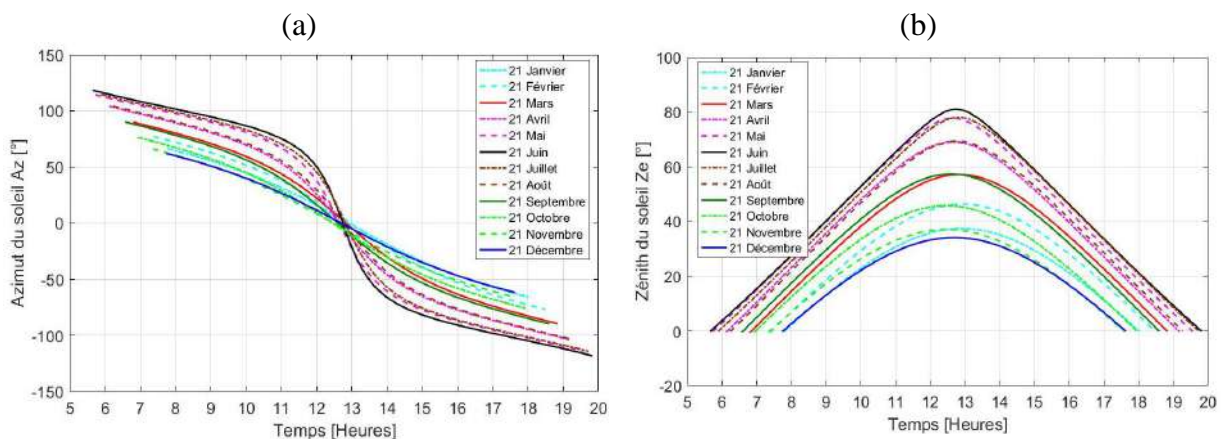 (a)
(b)
Azimut du soleil Az [°]
150
100
50
0
-50
-100
-150
5 6 7 8 9 10 11 12 13 14 15 16 17 18 19 20
Temps [Heures]
21 Janvier
21 Février
21 Mars
21 Avril
21 Mai
21 Juin
21 Juillet
21 Août
21 Septembre
21 Octobre
21 Novembre
21 Décembre
Zénith du soleil Ze [°]
100
80
60
40
20
0
-20
5 6 7 8 9 10 11 12 13 14 15 16 17 18 19 20
Temps [Heures]
21 Janvier
21 Février
21 Mars
21 Avril
21 Mai
21 Juin
21 Juillet
21 Août
21 Septembre
21 Octobre
21 Novembre
21 Décembre